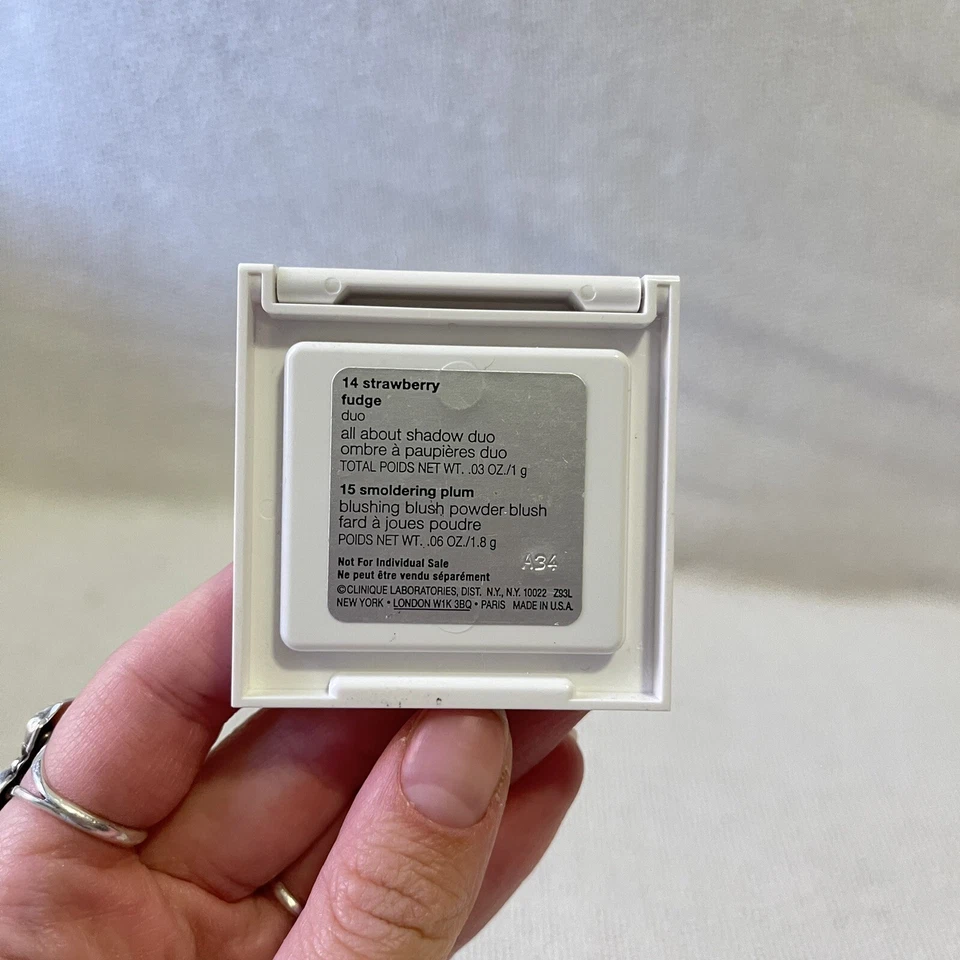 14 strawberry
fudge
duo
all about shadow duo
ombre à paupières duo
TOTAL POIDS NET WT. .03 OZ./1 g
15 smoldering plum
blushing blush powder blush
fard à joues poudre
POIDS NET WT. .06 OZ./1.8 g
A34
Not For Individual Sale
Ne peut être vendu séparément
©CLINIQUE LABORATORIES, DIST. N.Y., N.Y. 10022 Z93L
NEW YORK • LONDON W1K 3BQ • PARIS MADE IN U.S.A.